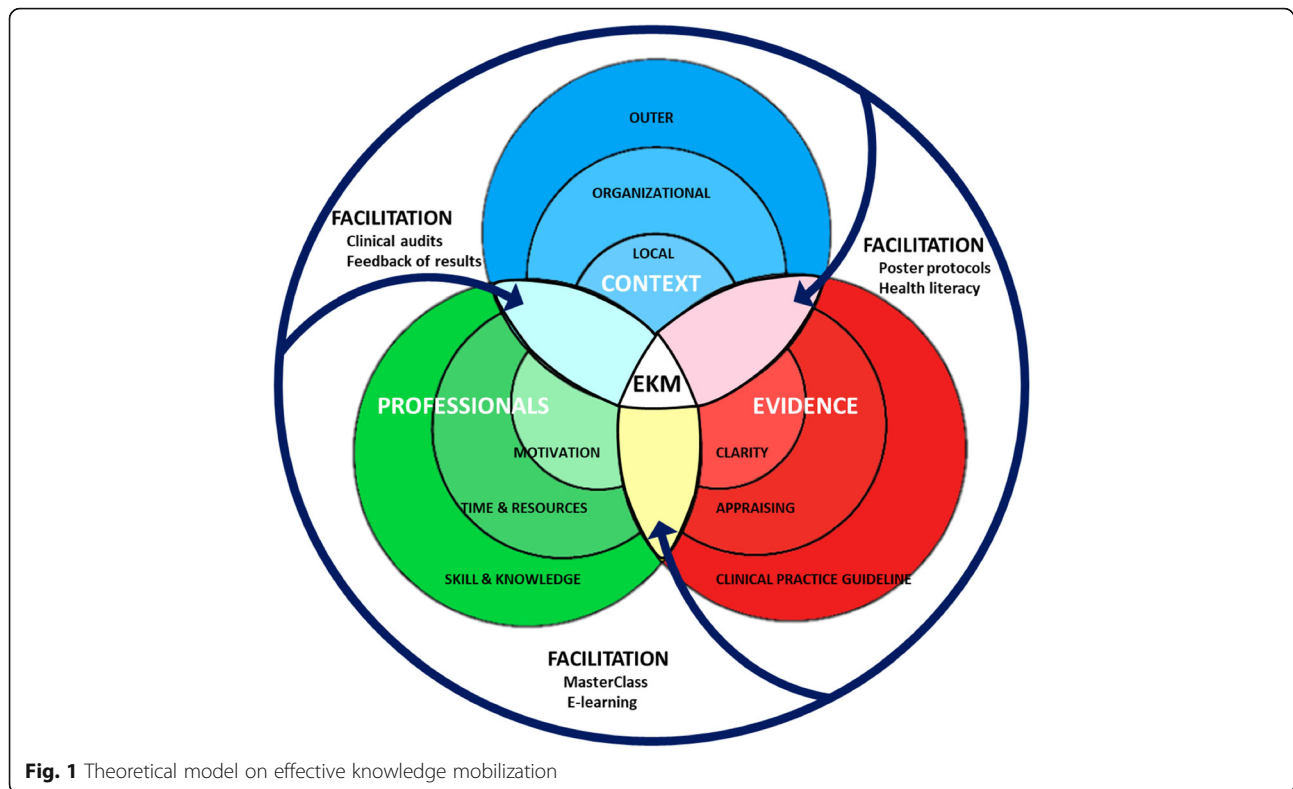 OUTER
ORGANIZATIONAL
LOCAL
CONTEXT
FACILITATION
Clinical audits
Feedback of results
FACILITATION
Poster protocols
Health literacy
EKM
PROFESSIONALS
MOTIVATION
TIME & RESOURCES
SKILL & KNOWLEDGE
EVIDENCE
CLARITY
APPRAISING
CLINICAL PRACTICE GUIDELINE
FACILITATION
MasterClass
E-learning
Fig. 1 Theoretical model on effective knowledge mobilization